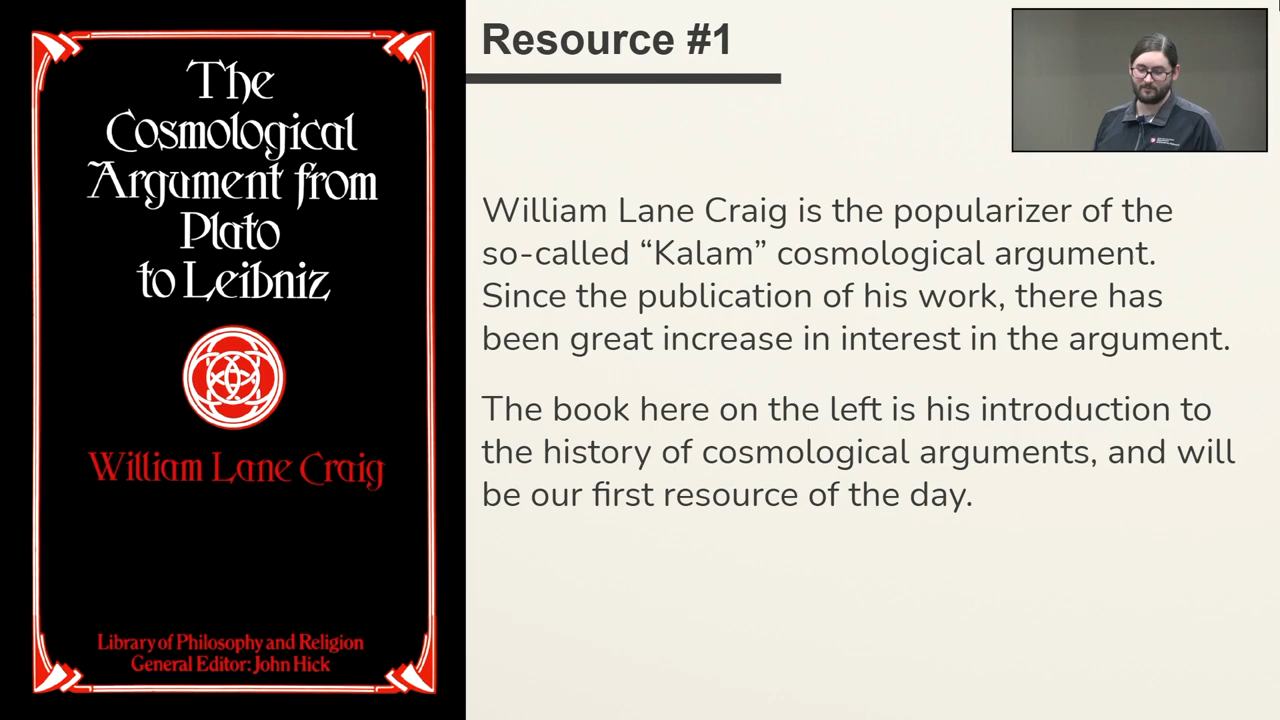 The
Cosmological
Argument from
Plato
to Leibniz
William Lane Craig
Library of Philosophy and Religion
General Editor: John Hick
Resource #1
William Lane Craig is the popularizer of the
so-called “Kalam” cosmological argument.
Since the publication of his work, there has
been great increase in interest in the argument.
The book here on the left is his introduction to
the history of cosmological arguments, and will
be our first resource of the day.